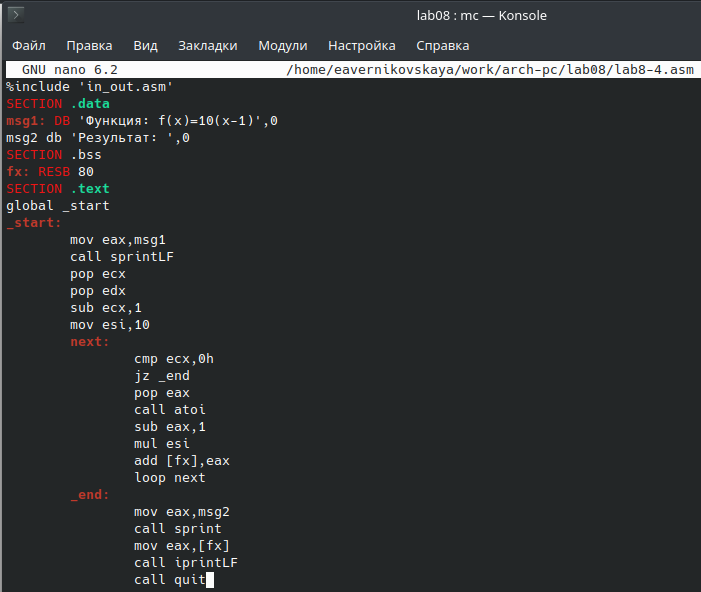 lab08 : mc — Konsole
Файл Правка Вид Закладки Модули Настройка Справка
GNU nano 6.2 /home/eavernikovskaya/work/arch-pc/lab08/lab8-4.asm
%include 'in_out.asm'
SECTION .data
msg1: DB 'Функция: f(x)=10(x-1)',0
msg2 db 'Результат: ',0
SECTION .bss
fx: RESB 80
SECTION .text
global _start
_start:
mov eax,msg1
call sprintLF
pop ecx
pop edx
sub ecx,1
mov esi,10
next:
cmp ecx,0h
jz _end
pop eax
call atoi
sub eax,1
mul esi
add [fx],eax
loop next
_end:
mov eax,msg2
call sprint
mov eax,[fx]
call iprintLF
call quit